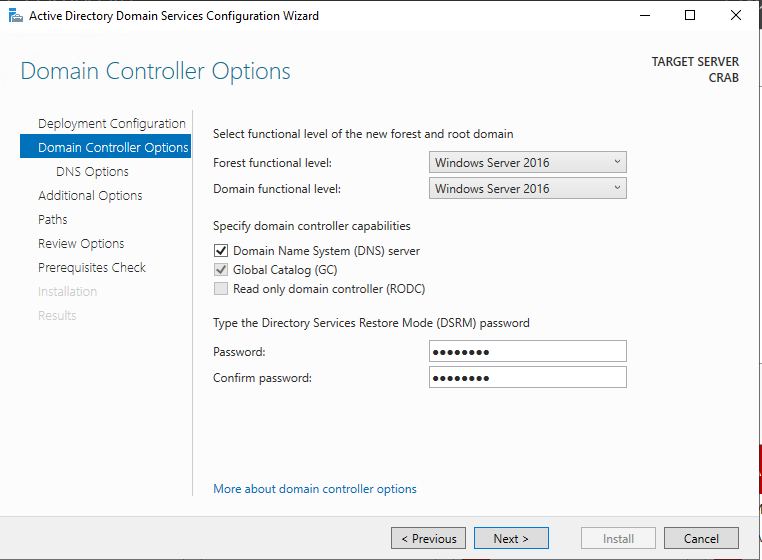 Active Directory Domain Services Configuration Wizard
Domain Controller Options
TARGET SERVER
CRAB
Deployment Configuration
Domain Controller Options
DNS Options
Additional Options
Paths
Review Options
Prerequisites Check
Installation
Results
Select functional level of the new forest and root domain
Forest functional level: Windows Server 2016
Domain functional level: Windows Server 2016
Specify domain controller capabilities
Domain Name System (DNS) server
Global Catalog (GC)
Read only domain controller (RODC)
Type the Directory Services Restore Mode (DSRM) password
Password: ●●●●●●●●
Confirm password: ●●●●●●●●
More about domain controller options
< Previous Next > Install Cancel